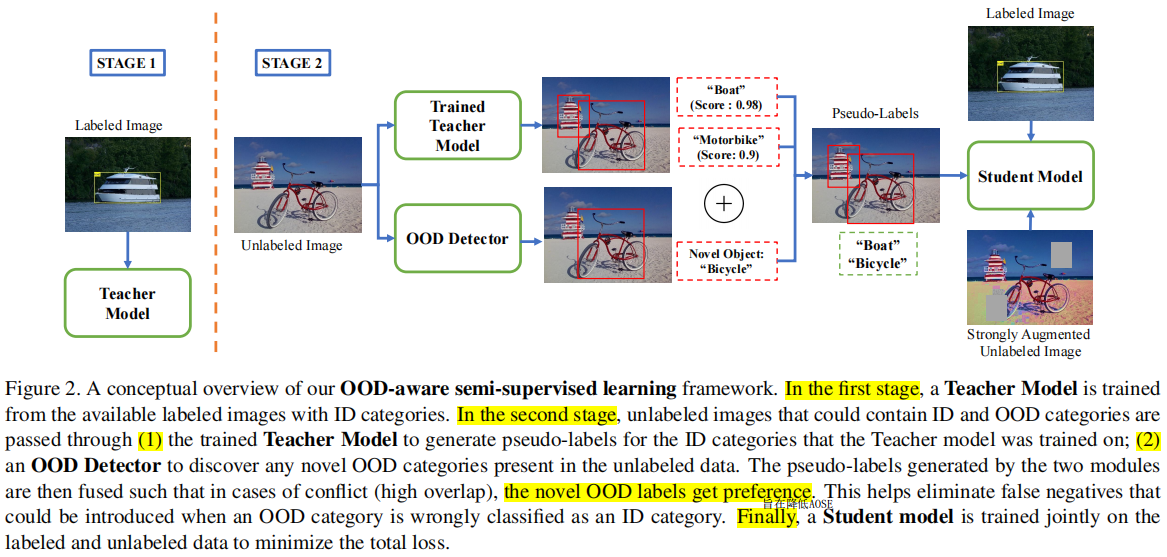 STAGE 1
STAGE 2
Labeled Image
Teacher
Model
Unlabeled Image
Trained
Teacher
Model
OOD Detector
“Boat”
(Score : 0.98)
“Motorbike”
(Score: 0.9)
+
Novel Object:
“Bicycle”
Pseudo-Labels
“Boat”
“Bicycle”
Labeled Image
Student Model
Strongly Augmented
Unlabeled Image
Figure 2. A conceptual overview of our OOD-aware semi-supervised learning framework. In the first stage, a Teacher Model is trained
from the available labeled images with ID categories. In the second stage, unlabeled images that could contain ID and OOD categories are
passed through (1) the trained Teacher Model to generate pseudo-labels for the ID categories that the Teacher model was trained on; (2)
an OOD Detector to discover any novel OOD categories present in the unlabeled data. The pseudo-labels generated by the two modules
are then fused such that in cases of conflict (high overlap), the novel OOD labels get preference. This helps eliminate false negatives that
旨在降低AOSE
could be introduced when an OOD category is wrongly classified as an ID category. Finally, a Student model is trained jointly on the
labeled and unlabeled data to minimize the total loss.